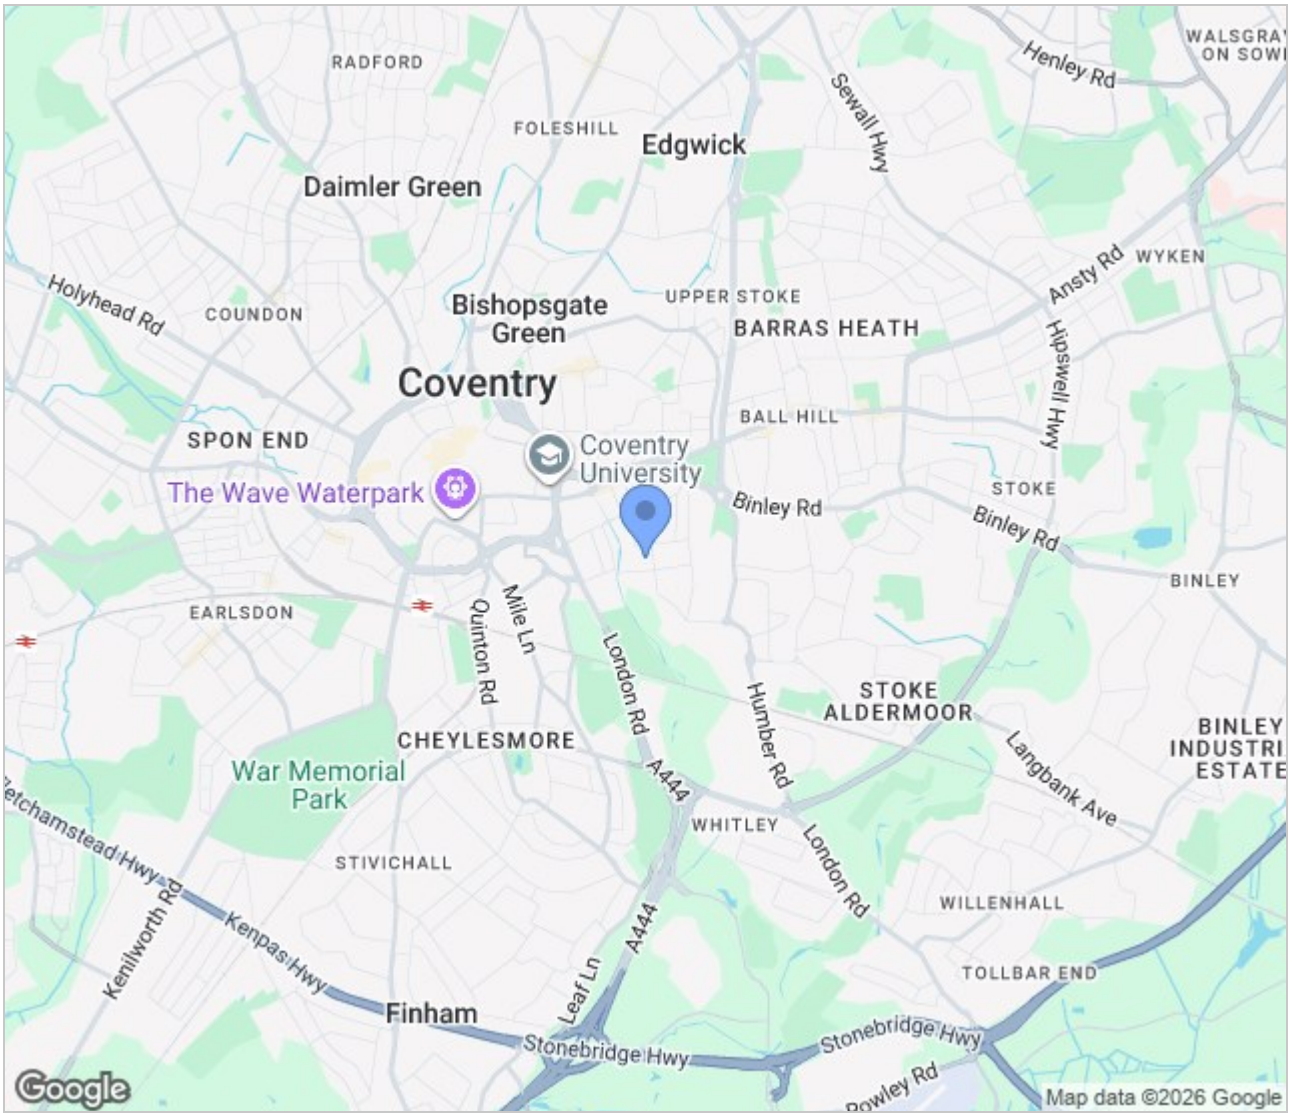 RADFORD
Henley Rd
WALSGRA
ON SOW
Sewall Hwy
FOLESHILL
Edgwick
Daimler Green
WYKEN
Ansty Rd
Holyhead Rd
COUNDON
Bishopsgate
Green
UPPER STOKE
BARRAS HEATH
Hipswell Hwy
Coventry
BALL HILL
SPON END
Coventry
University
The Wave Waterpark
STOKE
Binley Rd
Binley Rd
BINLEY
EARLSDON
Mile Ln
Quinton Rd
London Rd
STOKE
ALDERMOOR
Humber Rd
CHEYLESMORE
BINLEY
INDUSTRI
ESTATE
Langbank Ave
War Memorial
Park
A444
WHITLEY
STIVICHALL
London Rd
letchamstead Hwy
Kenilworth Rd
WILLENHALL
Kenpas Hwy
A444
TOLLBAR END
Leaf Ln
Finham
Stonebridge Hwy
Stonebridge Hwy
Rowley Rd
Google
Map data ©2026 Google